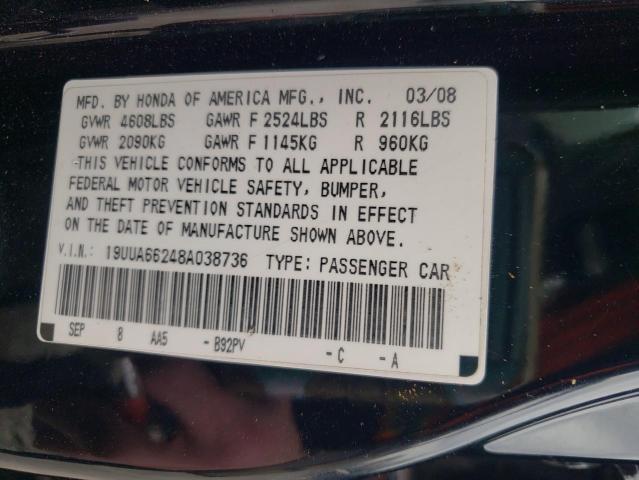 MFD. BY HONDA OF AMERICA MFG., INC. 03/08
GVWR 4608LBS GAWR F 2524LBS R 2116LBS
GVWR 2090KG GAWR F 1145KG R 960KG
THIS VEHICLE CONFORMS TO ALL APPLICABLE
FEDERAL MOTOR VEHICLE SAFETY, BUMPER,
AND THEFT PREVENTION STANDARDS IN EFFECT
ON THE DATE OF MANUFACTURE SHOWN ABOVE.
V.I.N.: 19UUA66248A038736 TYPE: PASSENGER CAR
SEP 8 AA5 -B92PV -C -A